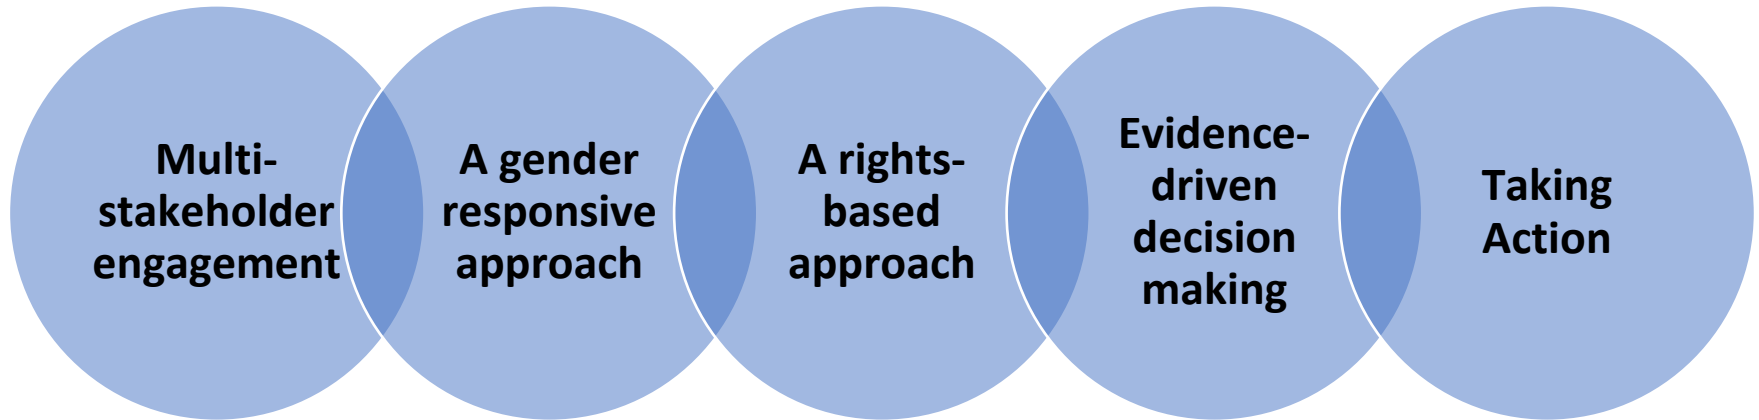 Multi-
stakeholder
engagement
A gender
responsive
approach
A rights-
based
approach
Evidence-
driven
decision
making
Taking
Action